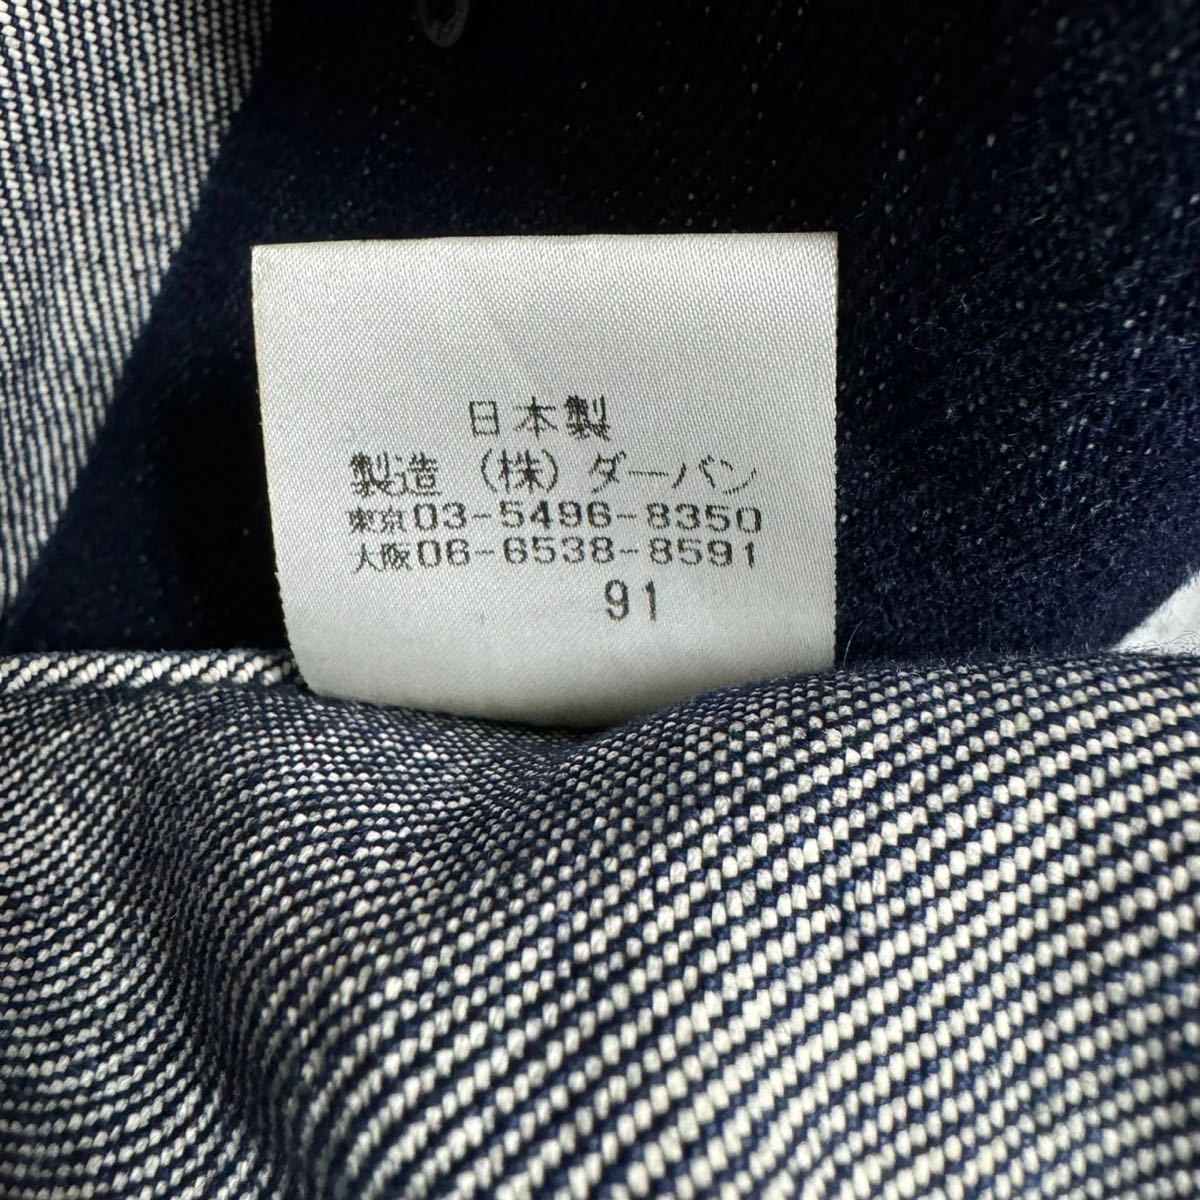 日本製
製造 (株) ダーバン
東京03-5496-8350
大阪06-6538-8591
91